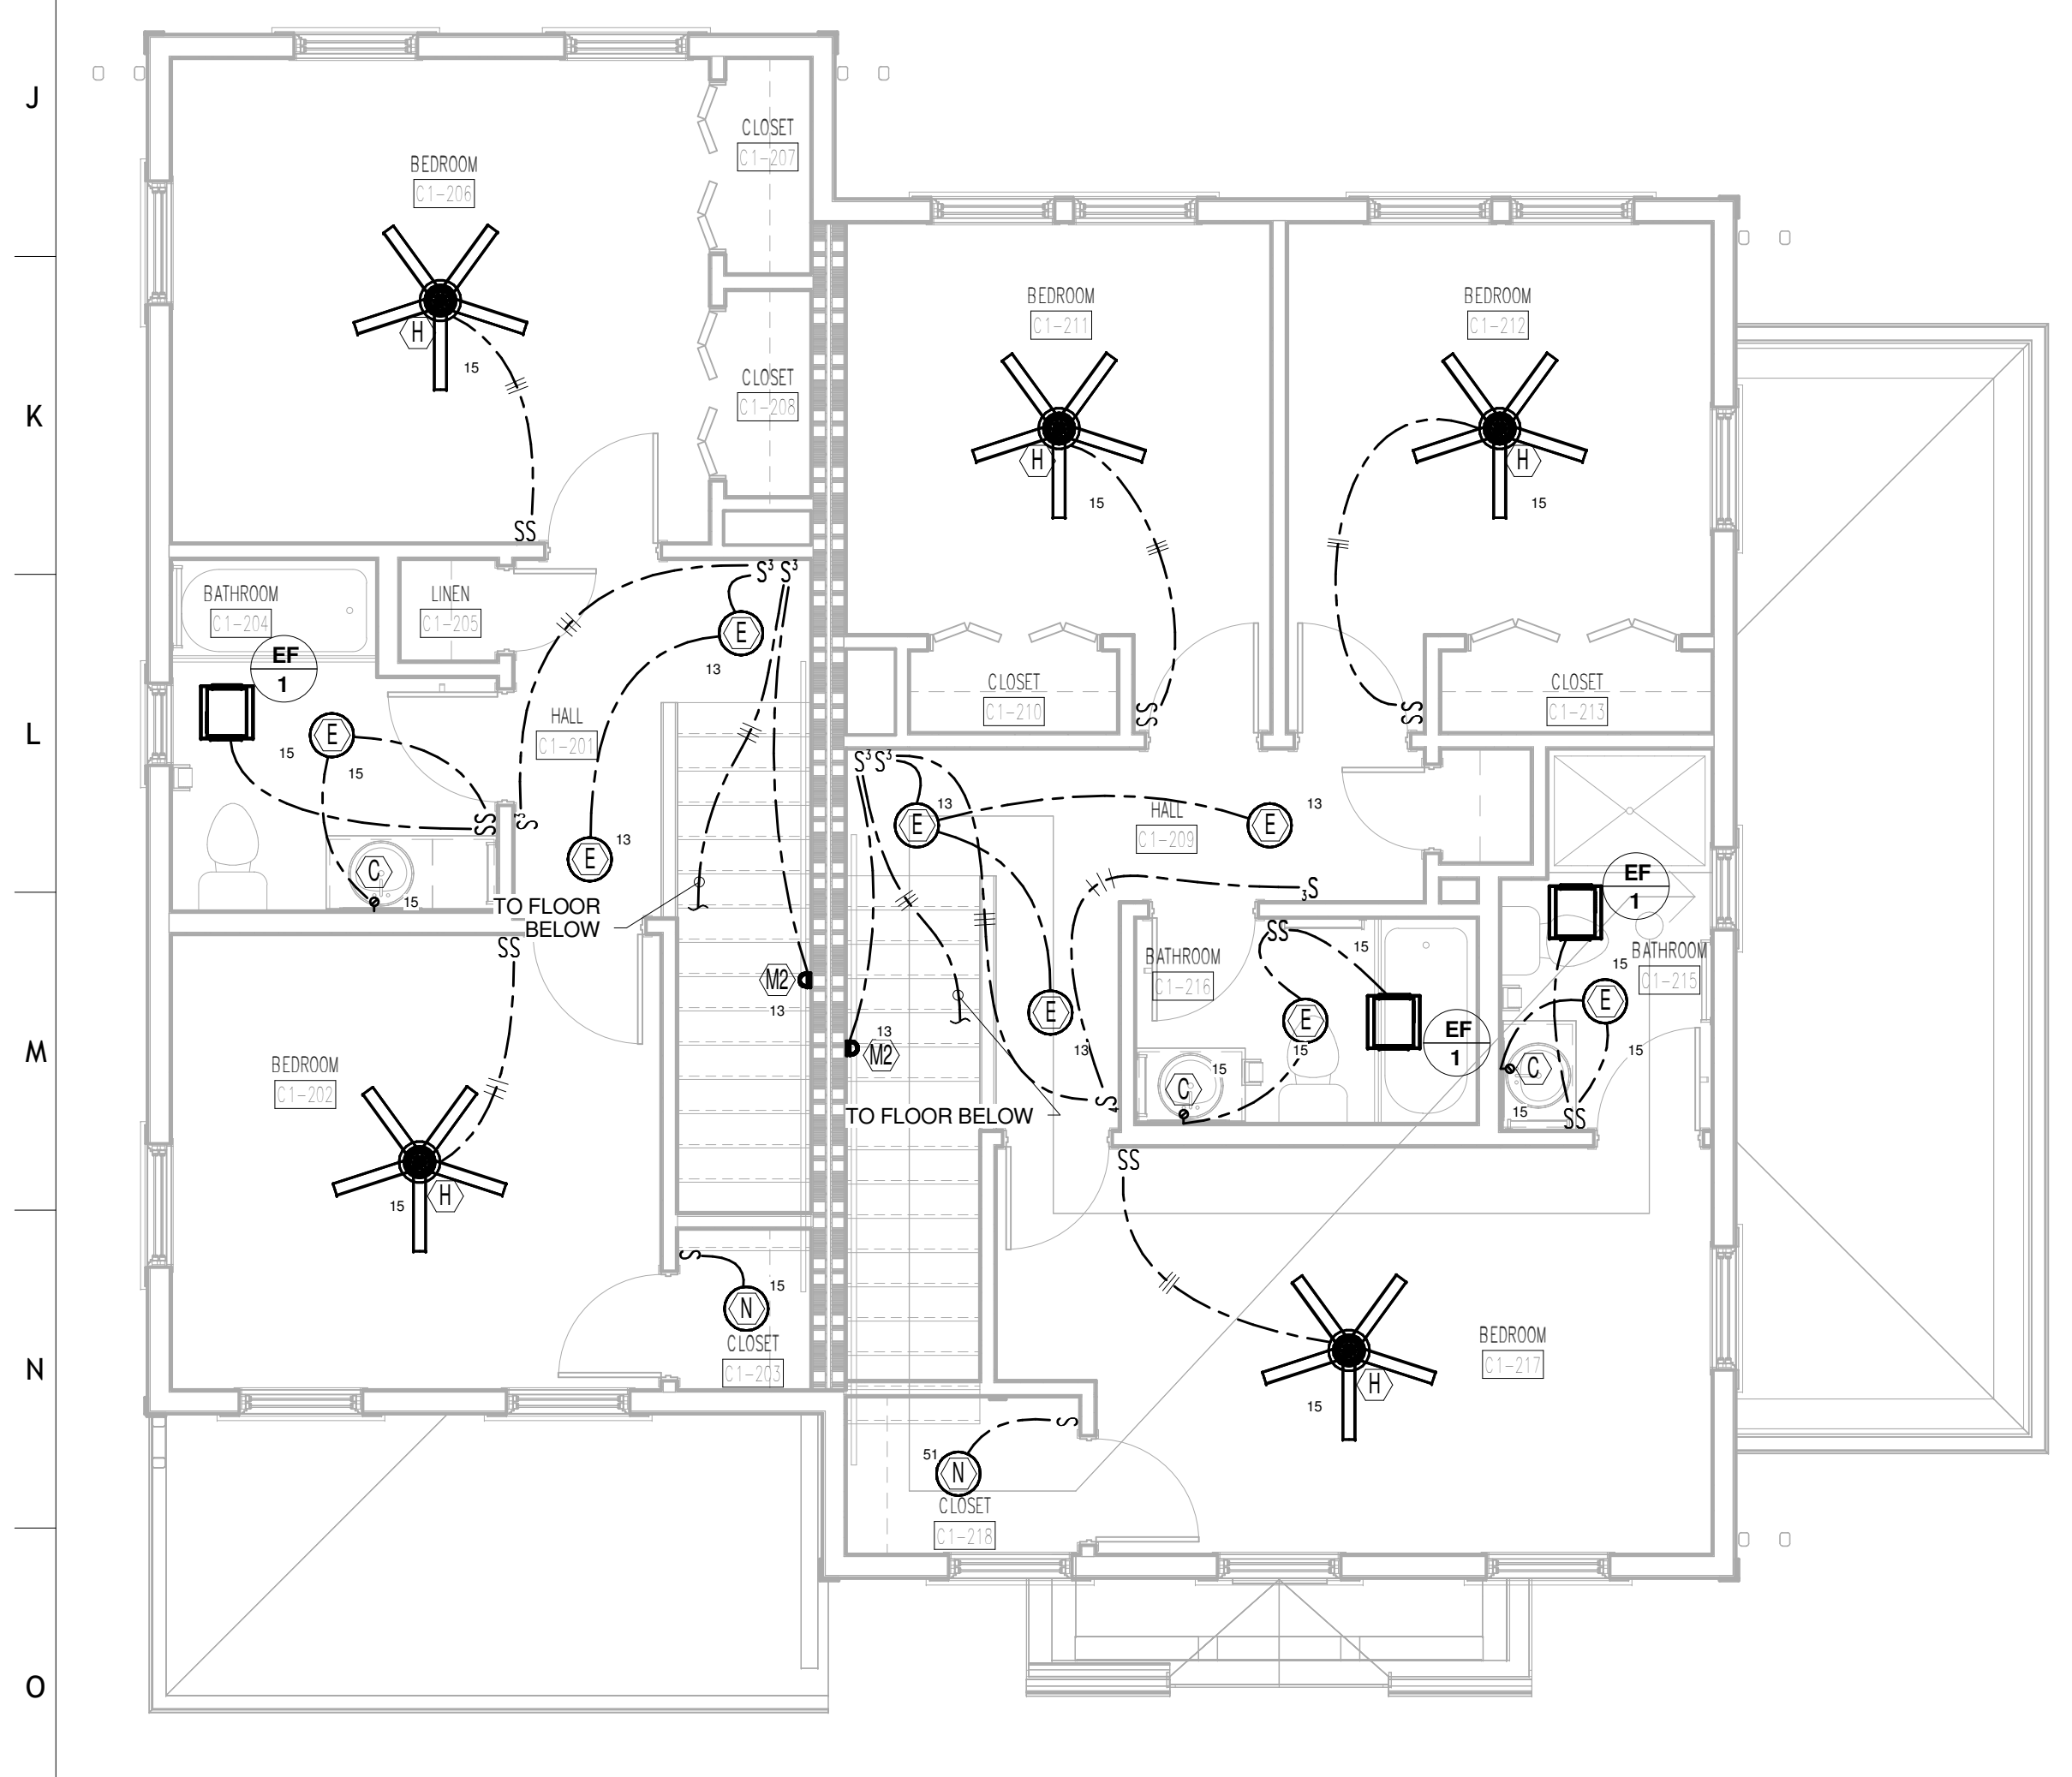 J
CLOSET
C1-207
BEDROOM
C1-206
H
15
K
CLOSET
C1-208
SS
BEDROOM
C1-211
H
15
BEDROOM
C1-212
H
15
BATHROOM
C1-204
LINEN
C1-205
S³ S³
E
13
EF
1
L
E
15
15
HALL
C1-201
SS
S³
E
13
C
15
TO FLOOR
BELOW
CLOSET
C1-210
SS
SS
CLOSET
C1-213
S³S³
E
13
HALL
C1-209
E
13
₃S
SS
M2
13
13
M2
E
13
S₄
TO FLOOR BELOW
BATHROOM
C1-216
SS
15
E
15
EF
1
C
15
EF
1
BATHROOM
C1-215
15
E
15
C
15
SS
M
BEDROOM
C1-202
15
H
SS
S
15
N
CLOSET
C1-203
N
BEDROOM
C1-217
H
15
S
51
N
CLOSET
C1-218
O